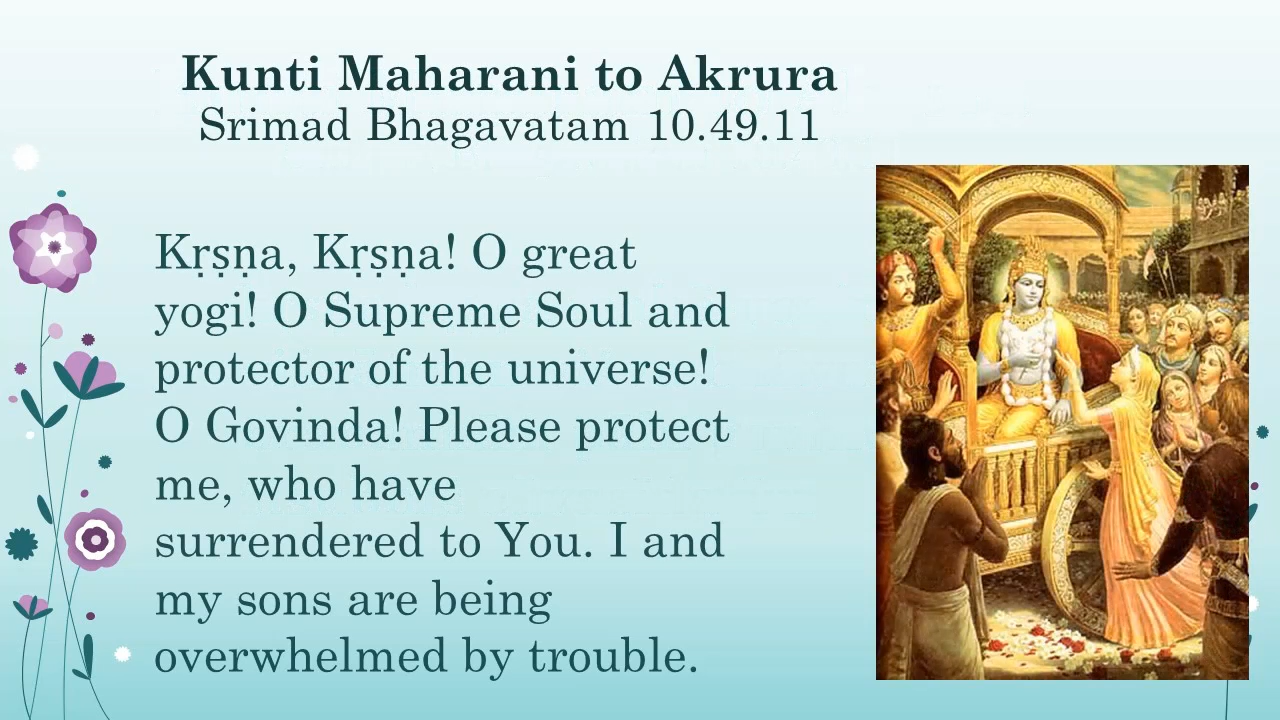 Kunti Maharani to Akrura
Srimad Bhagavatam 10.49.11
Kṛṣṇa, Kṛṣṇa! O great
yogi! O Supreme Soul and
protector of the universe!
O Govinda! Please protect
me, who have
surrendered to You. I and
my sons are being
overwhelmed by trouble.